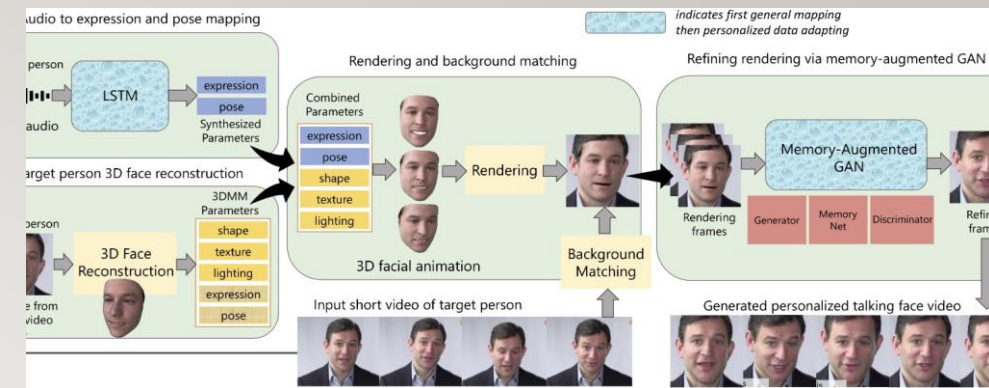 Audio to expression and pose mapping
person
audio
LSTM
expression
pose
Synthesized
Parameters
Target person 3D face reconstruction
person
from
video
3D Face
Reconstruction
3DMM
Parameters
shape
texture
lighting
expression
pose
Rendering and background matching
Combined
Parameters
expression
pose
shape
texture
lighting
3D facial animation
Rendering
Background
Matching
Input short video of target person
indicates first general mapping
then personalized data adapting
Refining rendering via memory-augmented GAN
Rendering
frames
Memory-Augmented
GAN
Generator
Memory
Net
Discriminator
Generated personalized talking face video